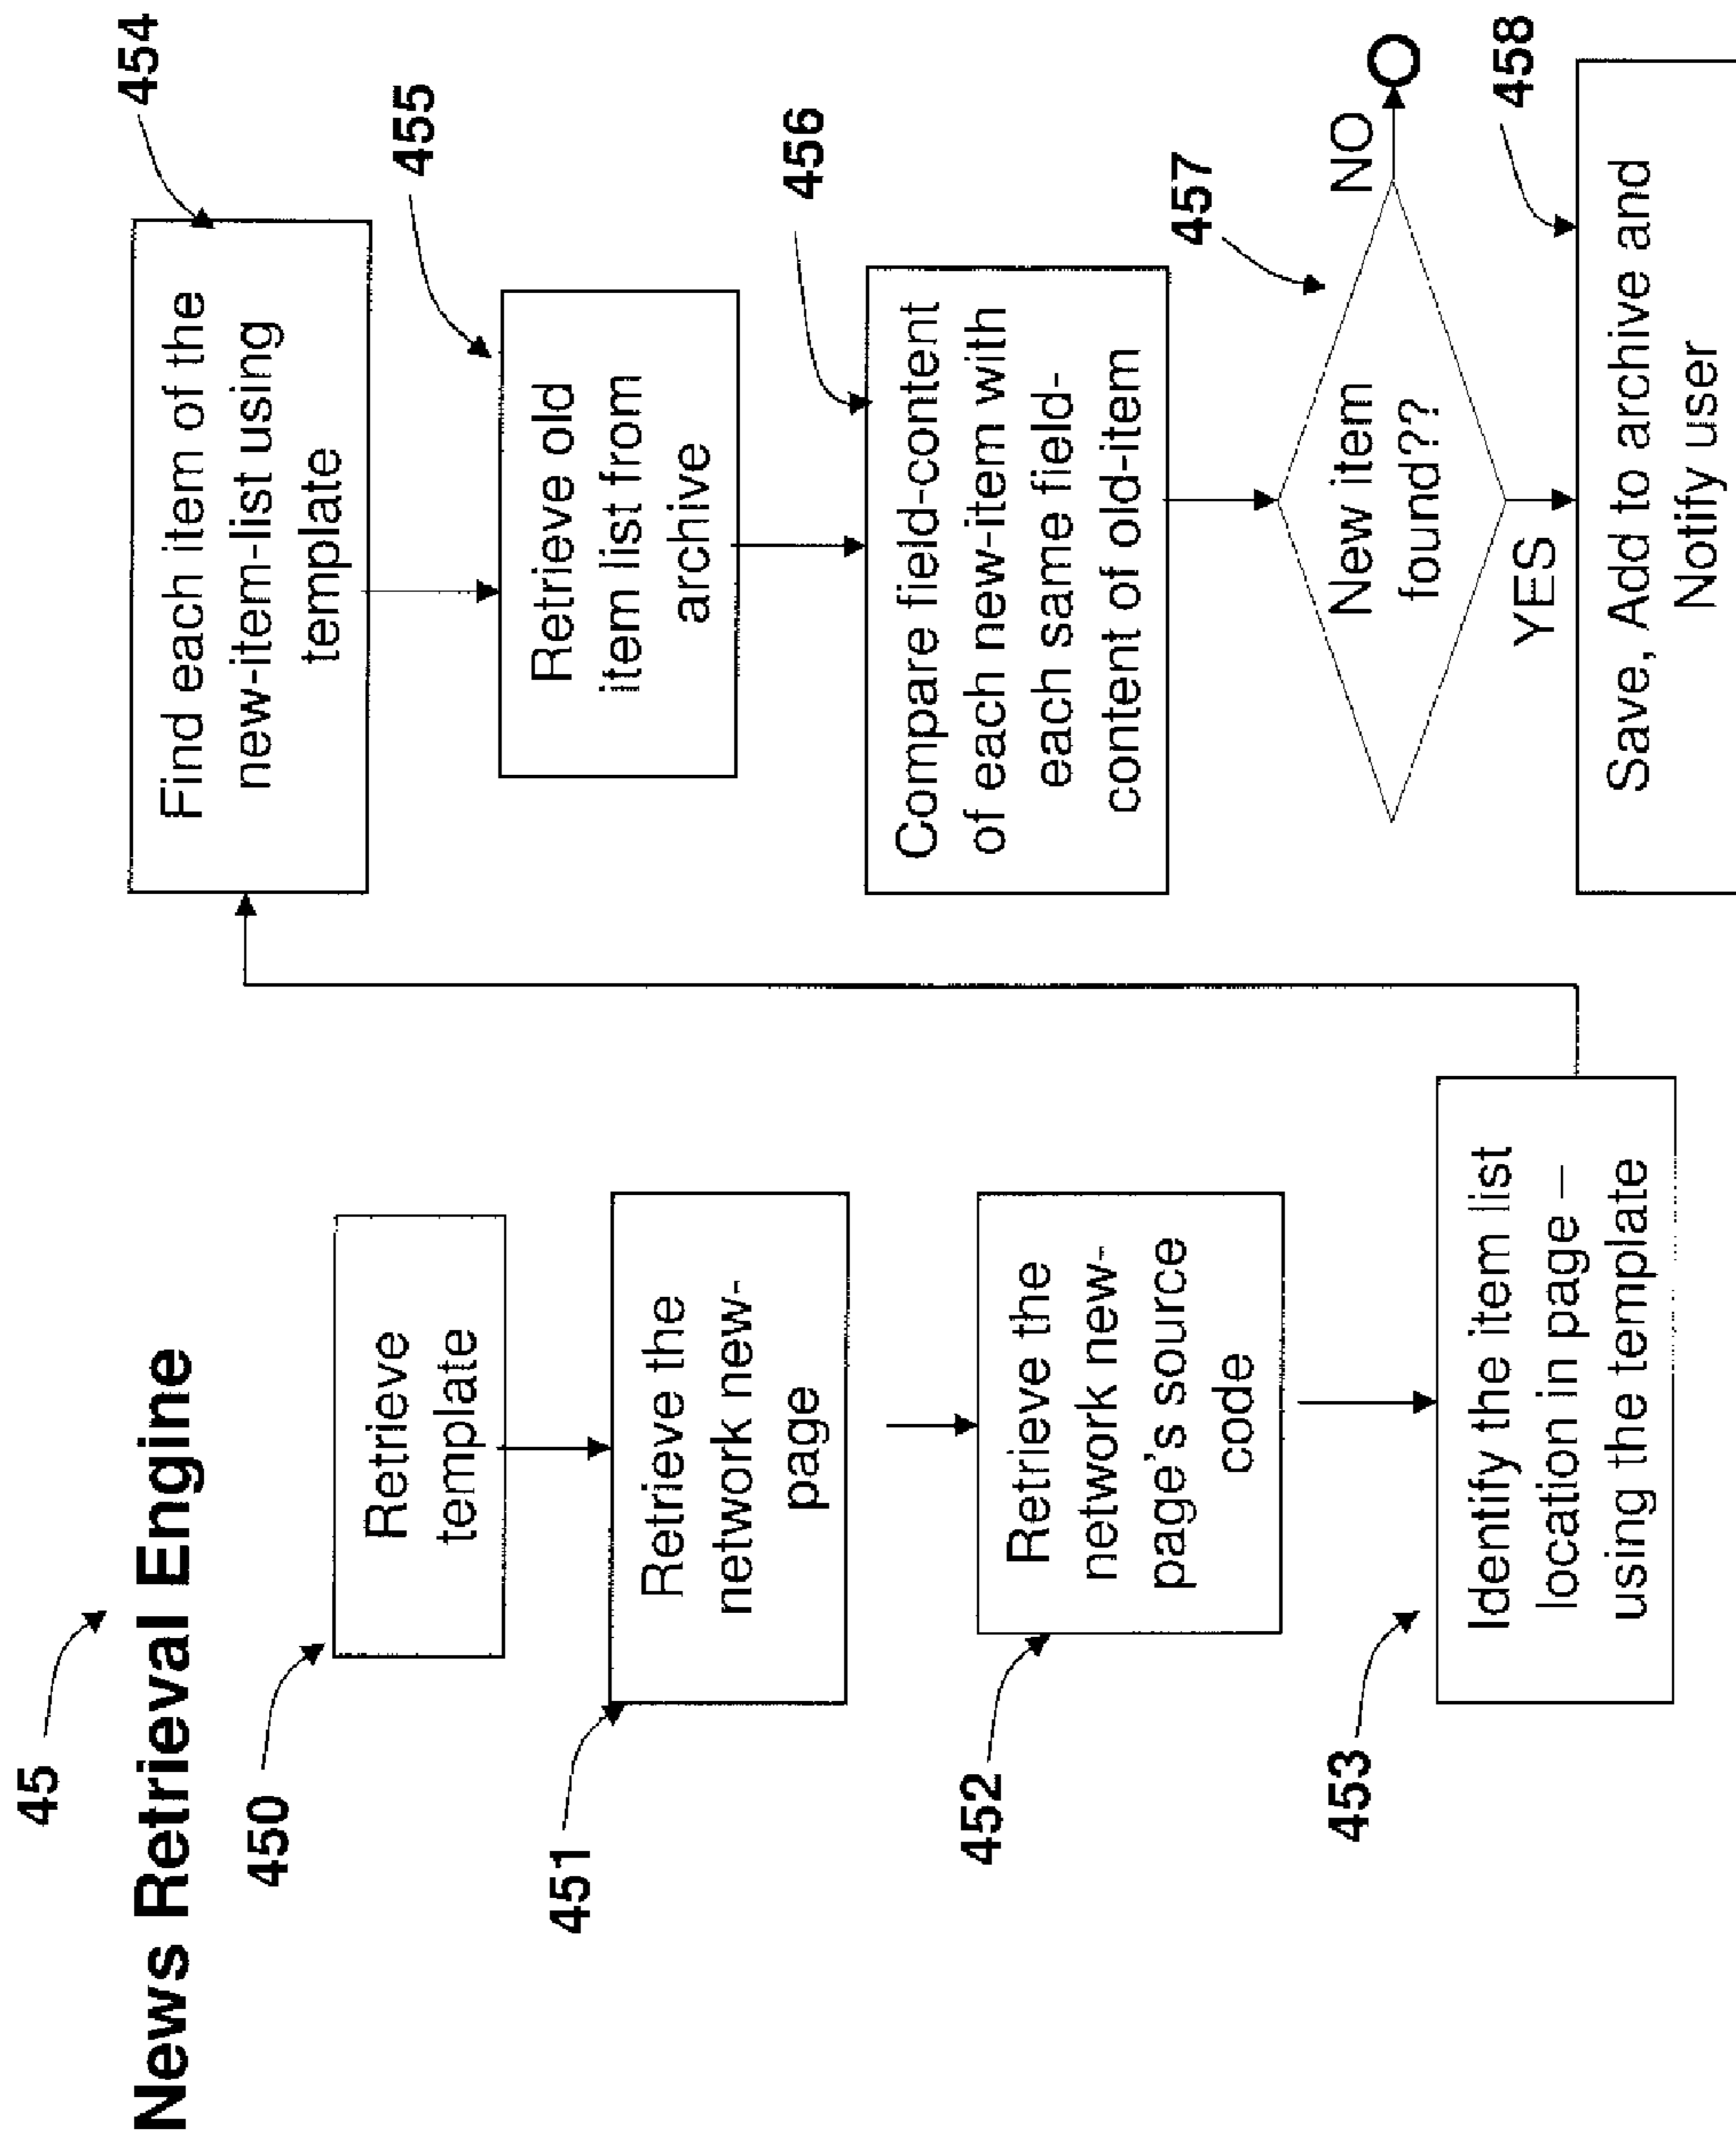 45
News Retrieval Engine
450
Retrieve
template
451
Retrieve the
network new-
page
452
Retrieve the
network new-
page's source
code
453
Identify the item list
location in page –
using the template
454
Find each item of the
new-item-list using
template
455
Retrieve old
item list from
archive
456
Compare field-content
of each new-item with
each same field-
content of old-item
457
New item
found??
NO
YES
458
Save, Add to archive and
Notify user